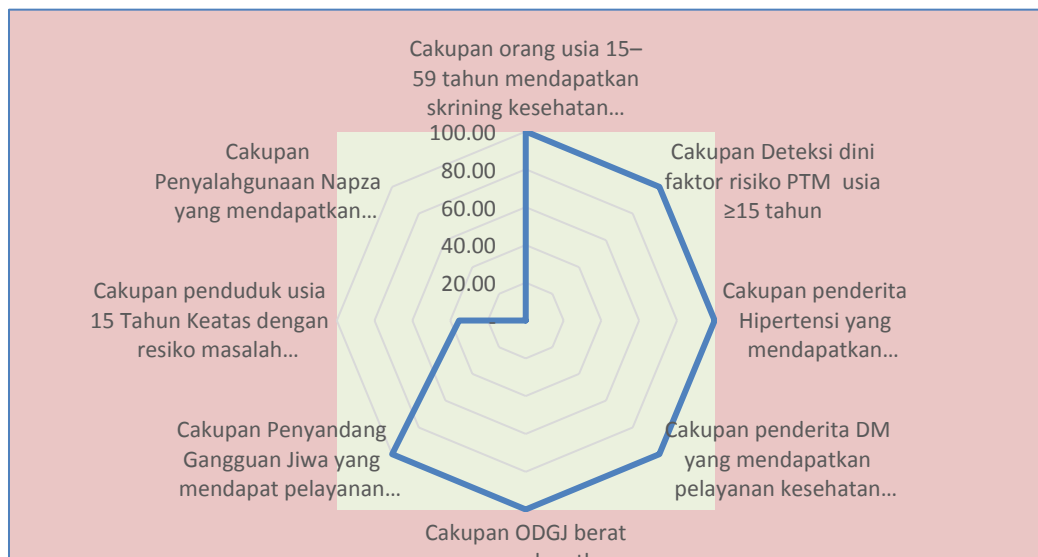 Cakupan orang usia 15–
59 tahun mendapatkan
skrining kesehatan…
Cakupan Deteksi dini
faktor risiko PTM usia
≥15 tahun
Cakupan penderita
Hipertensi yang
mendapatkan…
Cakupan penderita DM
yang mendapatkan
pelayanan kesehatan…
Cakupan ODGJ berat
Cakupan Penyandang
Gangguan Jiwa yang
mendapat pelayanan…
Cakupan penduduk usia
15 Tahun Keatas dengan
resiko masalah…
Cakupan
Penyalahgunaan Napza
yang mendapatkan…
100.00
80.00
60.00
40.00
20.00
-